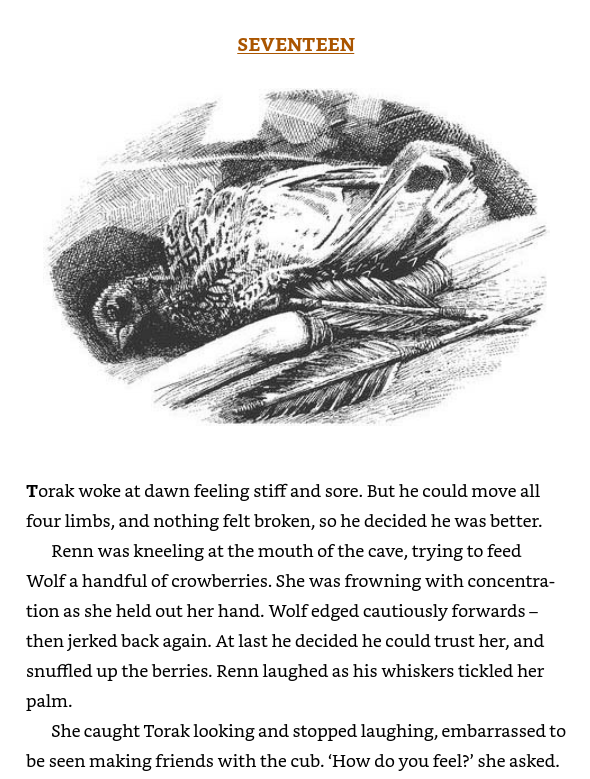 SEVENTEEN
Torak woke at dawn feeling stiff and sore. But he could move all
four limbs, and nothing felt broken, so he decided he was better.
Renn was kneeling at the mouth of the cave, trying to feed
Wolf a handful of crowberries. She was frowning with concentra-
tion as she held out her hand. Wolf edged cautiously forwards –
then jerked back again. At last he decided he could trust her, and
snuffled up the berries. Renn laughed as his whiskers tickled her
palm.
She caught Torak looking and stopped laughing, embarrassed to
be seen making friends with the cub. ‘How do you feel?’ she asked.